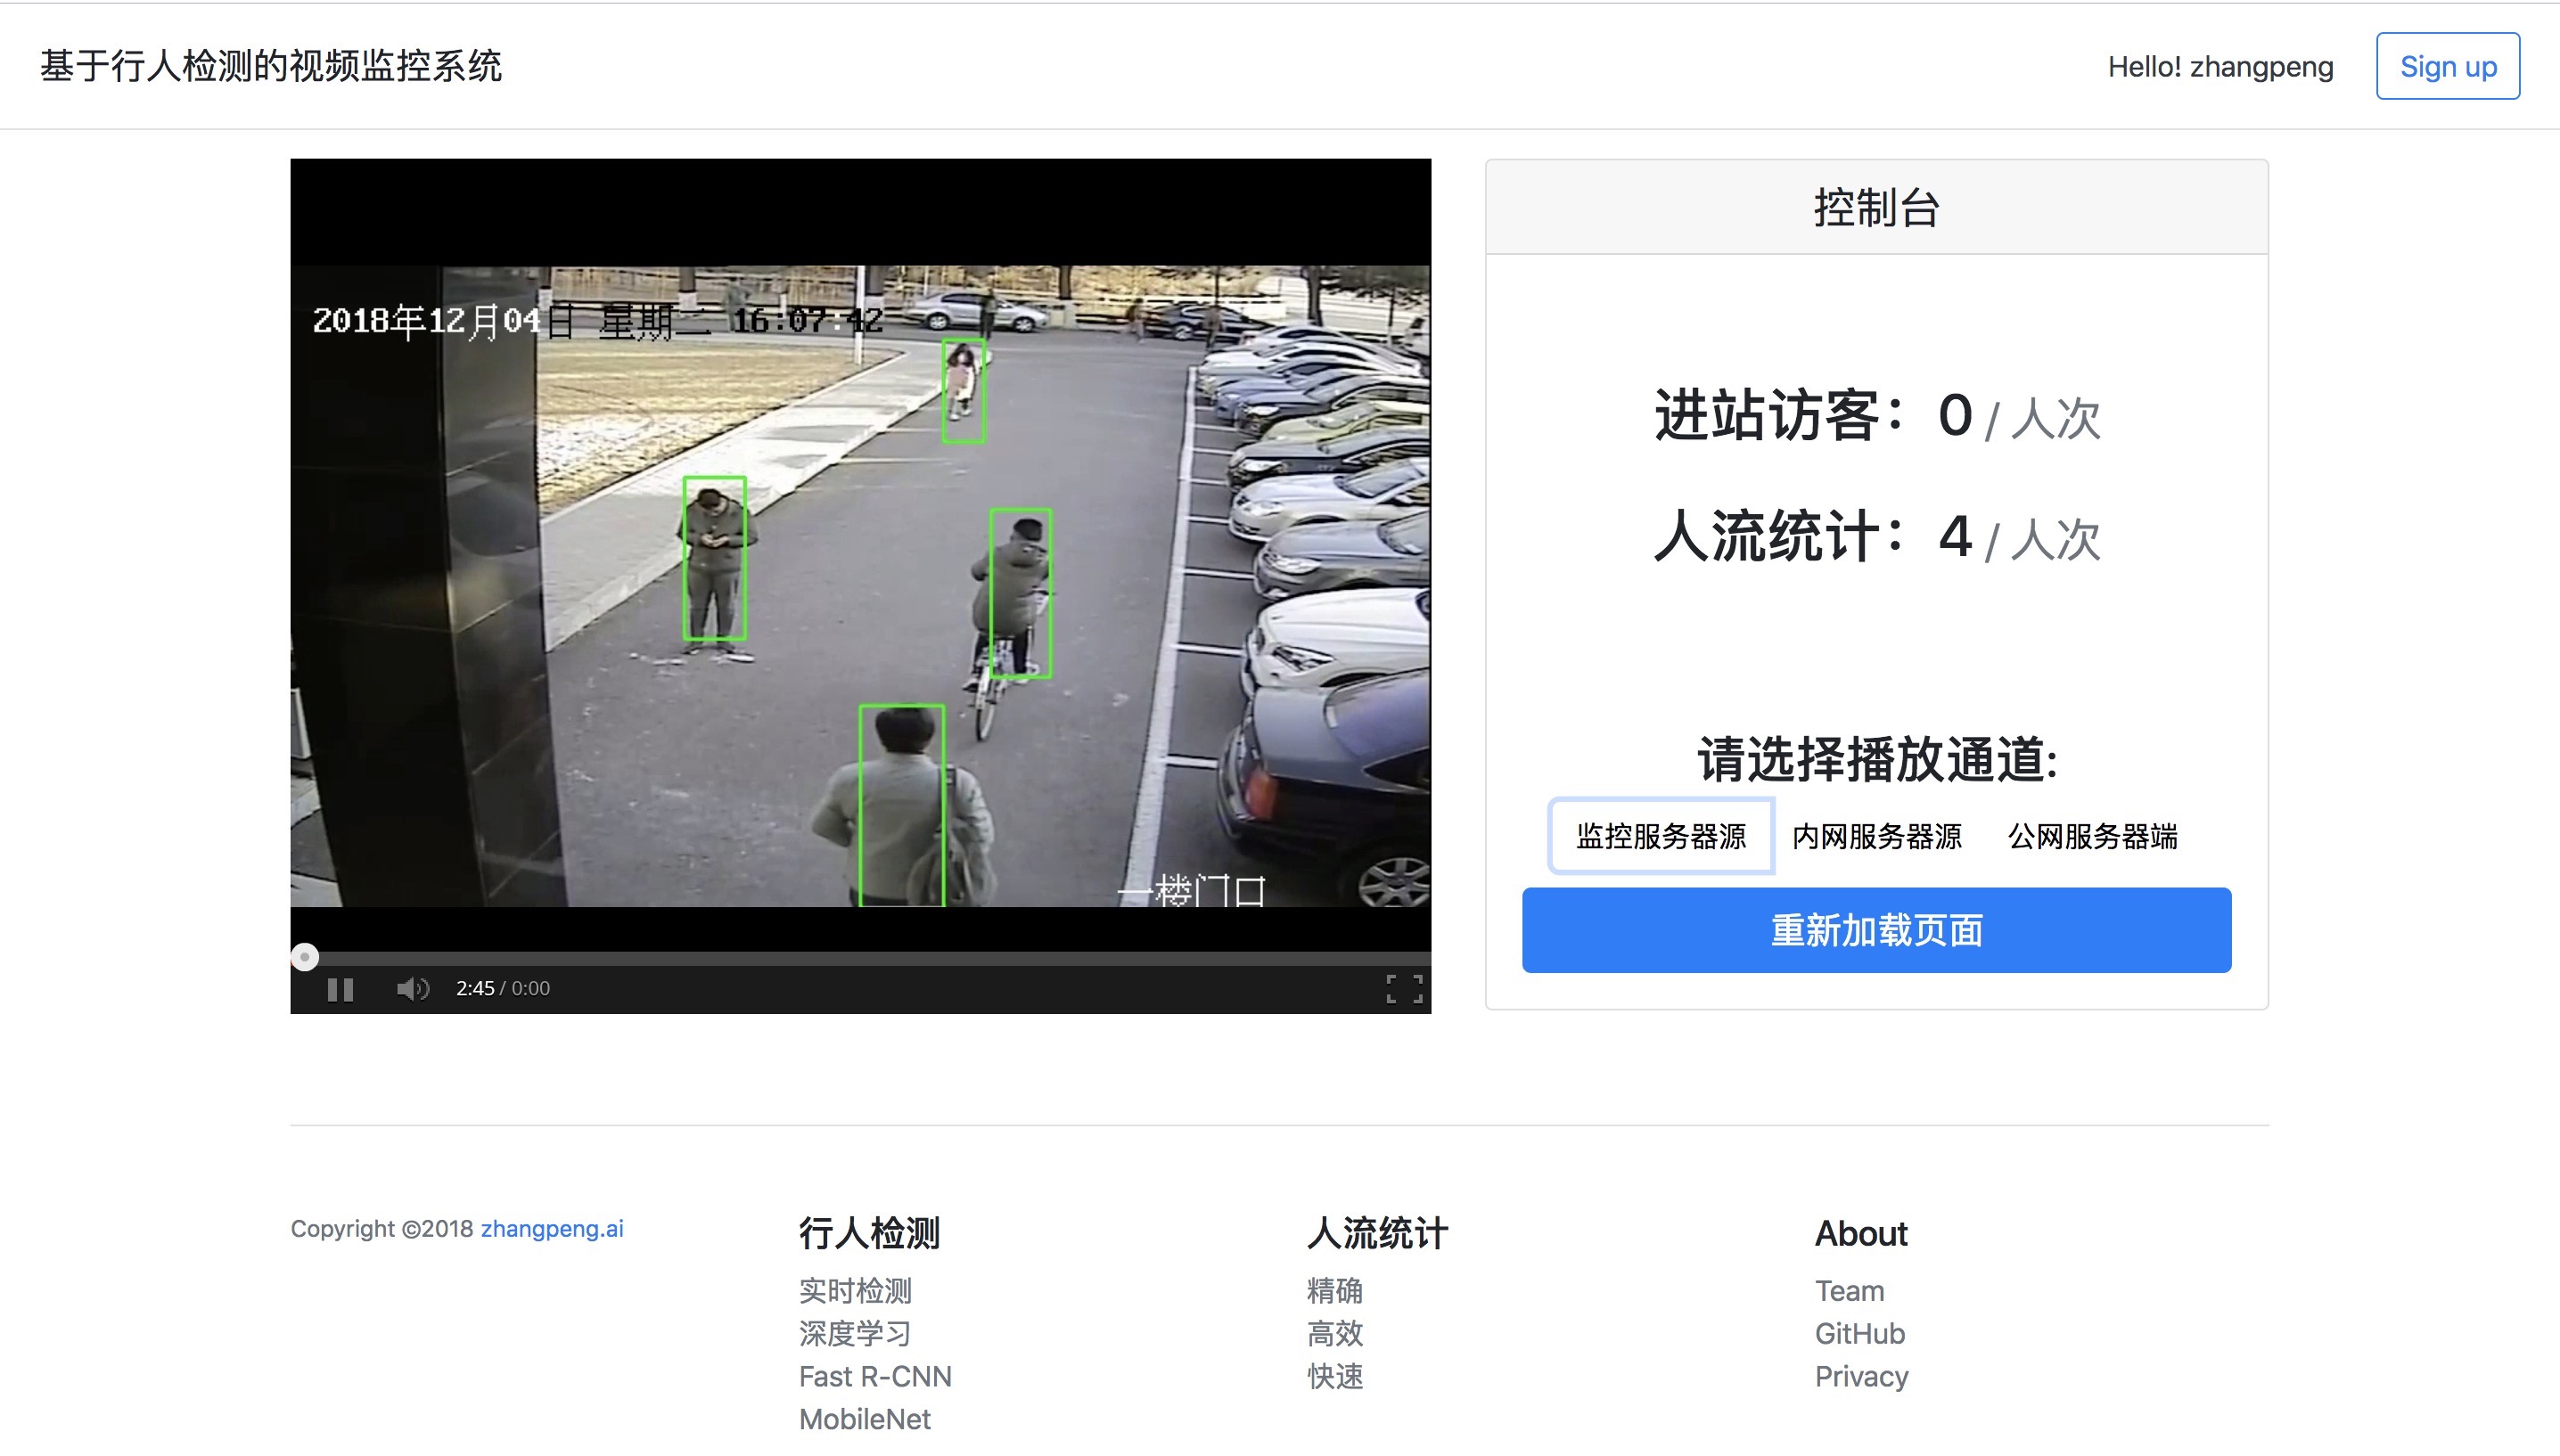 基于行人检测的视频监控系统
Hello! zhangpeng
Sign up
2018年12月04日 星期二 16:07:42
一楼门口
2:45 / 0:00
控制台
进站访客：0 / 人次
人流统计：4 / 人次
请选择播放通道:
监控服务器源 内网服务器源 公网服务器端
重新加载页面
Copyright ©2018 zhangpeng.ai
行人检测
实时检测
深度学习
Fast R-CNN
MobileNet
人流统计
精确
高效
快速
About
Team
GitHub
Privacy